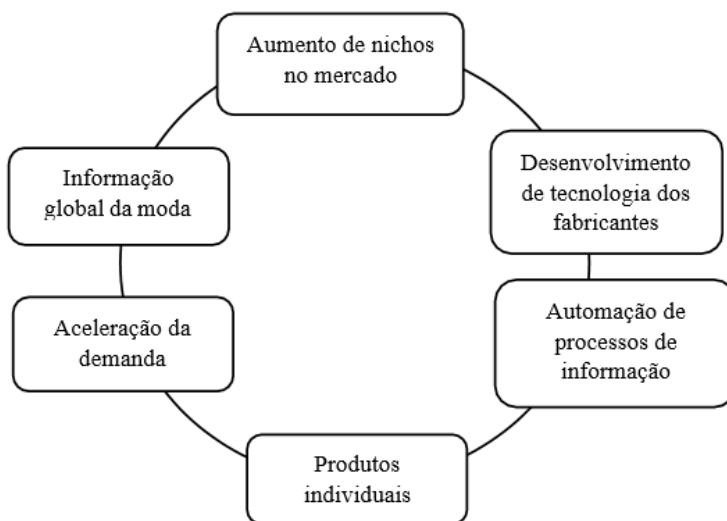 Aumento de nichos
no mercado
Desenvolvimento
de tecnologia dos
fabricantes
Automação de
processos de
informação
Produtos
individuais
Aceleração da
demanda
Informação
global da moda